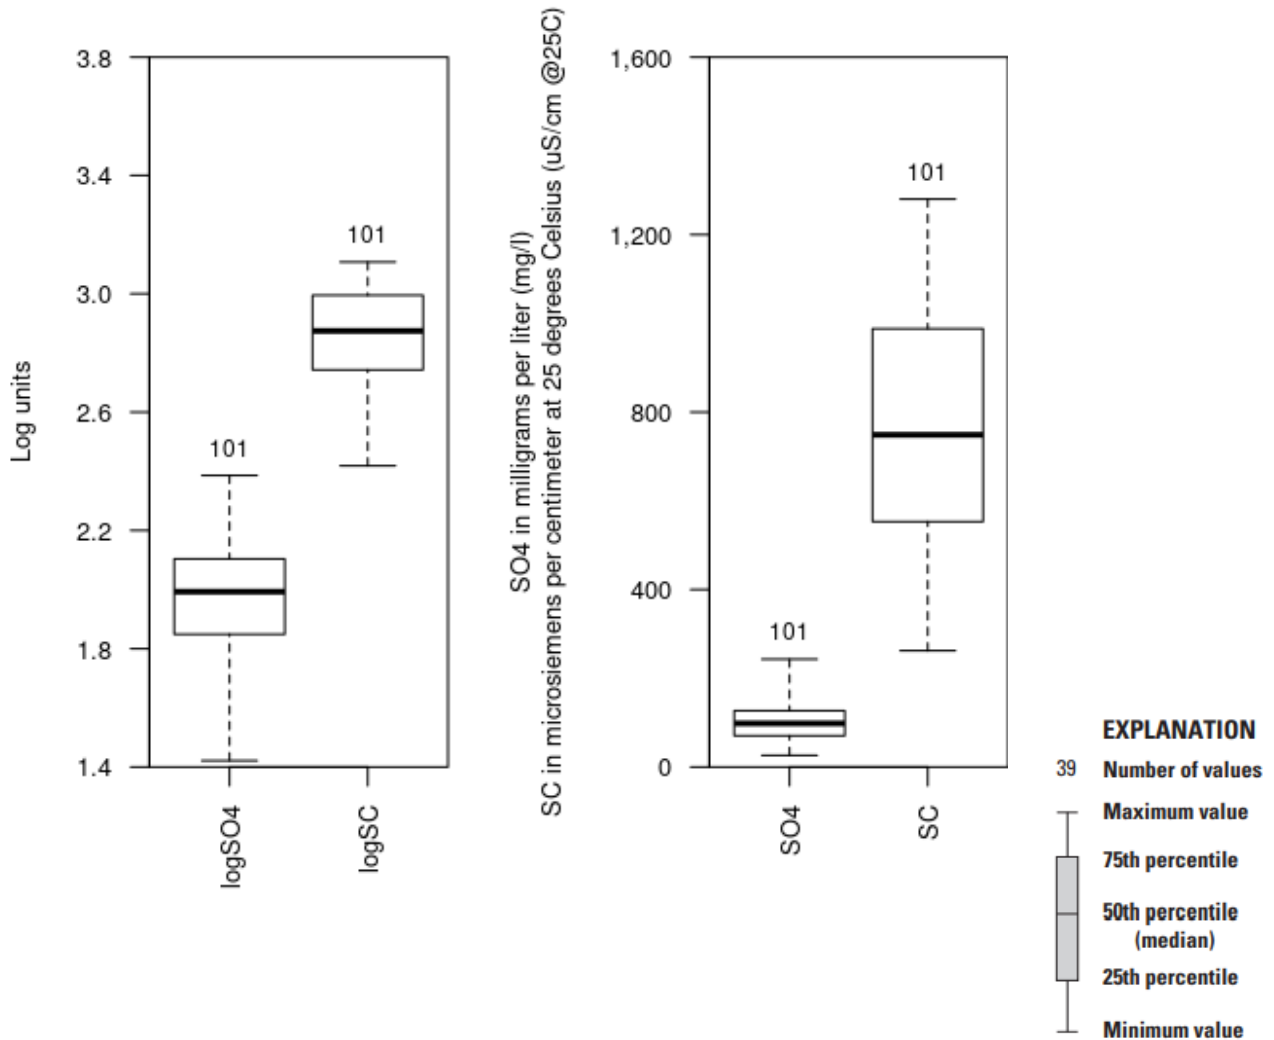 Log units
3.8
3.4
3.0
2.6
2.2
1.8
1.4
101
101
logSO4
logSC
SO4 in milligrams per liter (mg/l)
SC in microsiemens per centimeter at 25 degrees Celsius (uS/cm @25C)
1,600
1,200
800
400
0
101
101
SO4
SC
EXPLANATION
39 Number of values
Maximum value
75th percentile
50th percentile
(median)
25th percentile
Minimum value